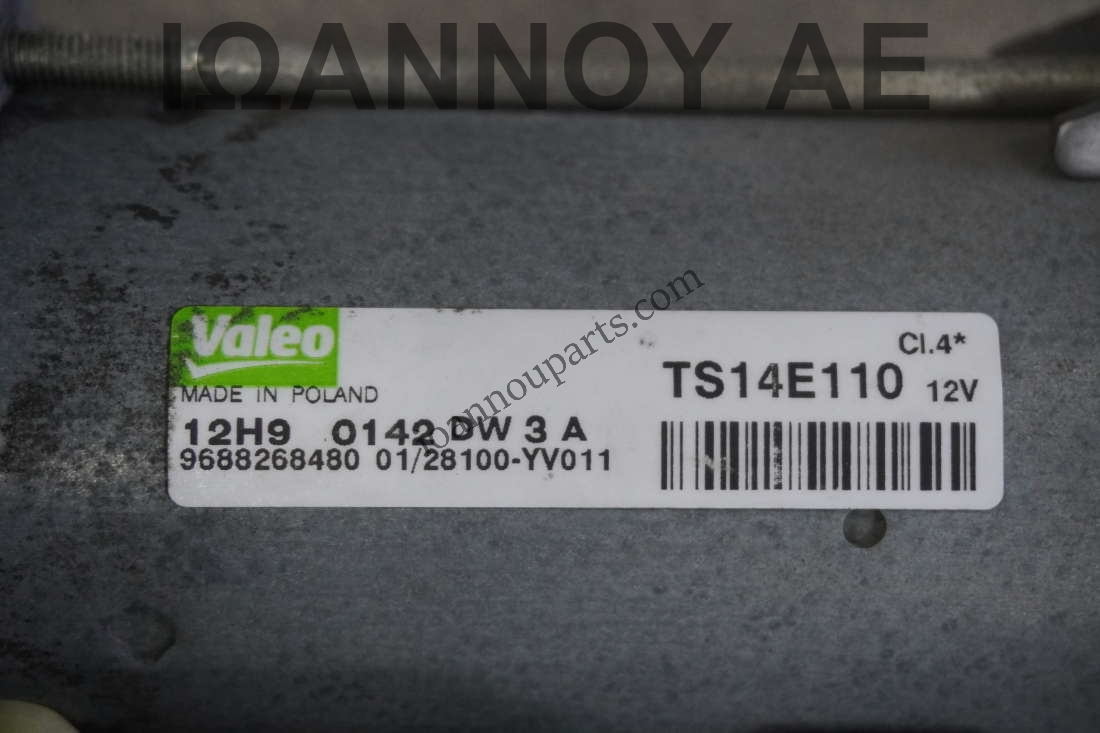 ΙΩΑΝΝΟΥ ΑΕ
ioannouparts.com
Valeo
MADE IN POLAND
Cl.4*
TS14E110 12V
12H9 0142 DW 3 A
9688268480 01/28100-YV011